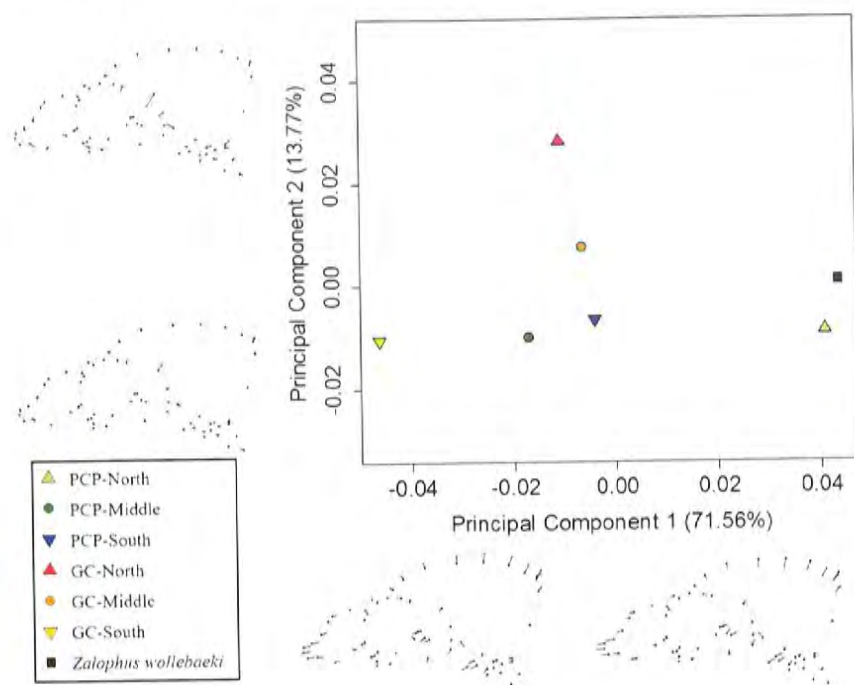 Principal Component 2 (13.77%)
0.04
0.02
0.00
-0.02
-0.04
-0.02
0.00
0.02
0.04
Principal Component 1 (71.56%)
PCP-North
PCP-Middle
PCP-South
GC-North
GC-Middle
GC-South
Zalophus wollebaeki